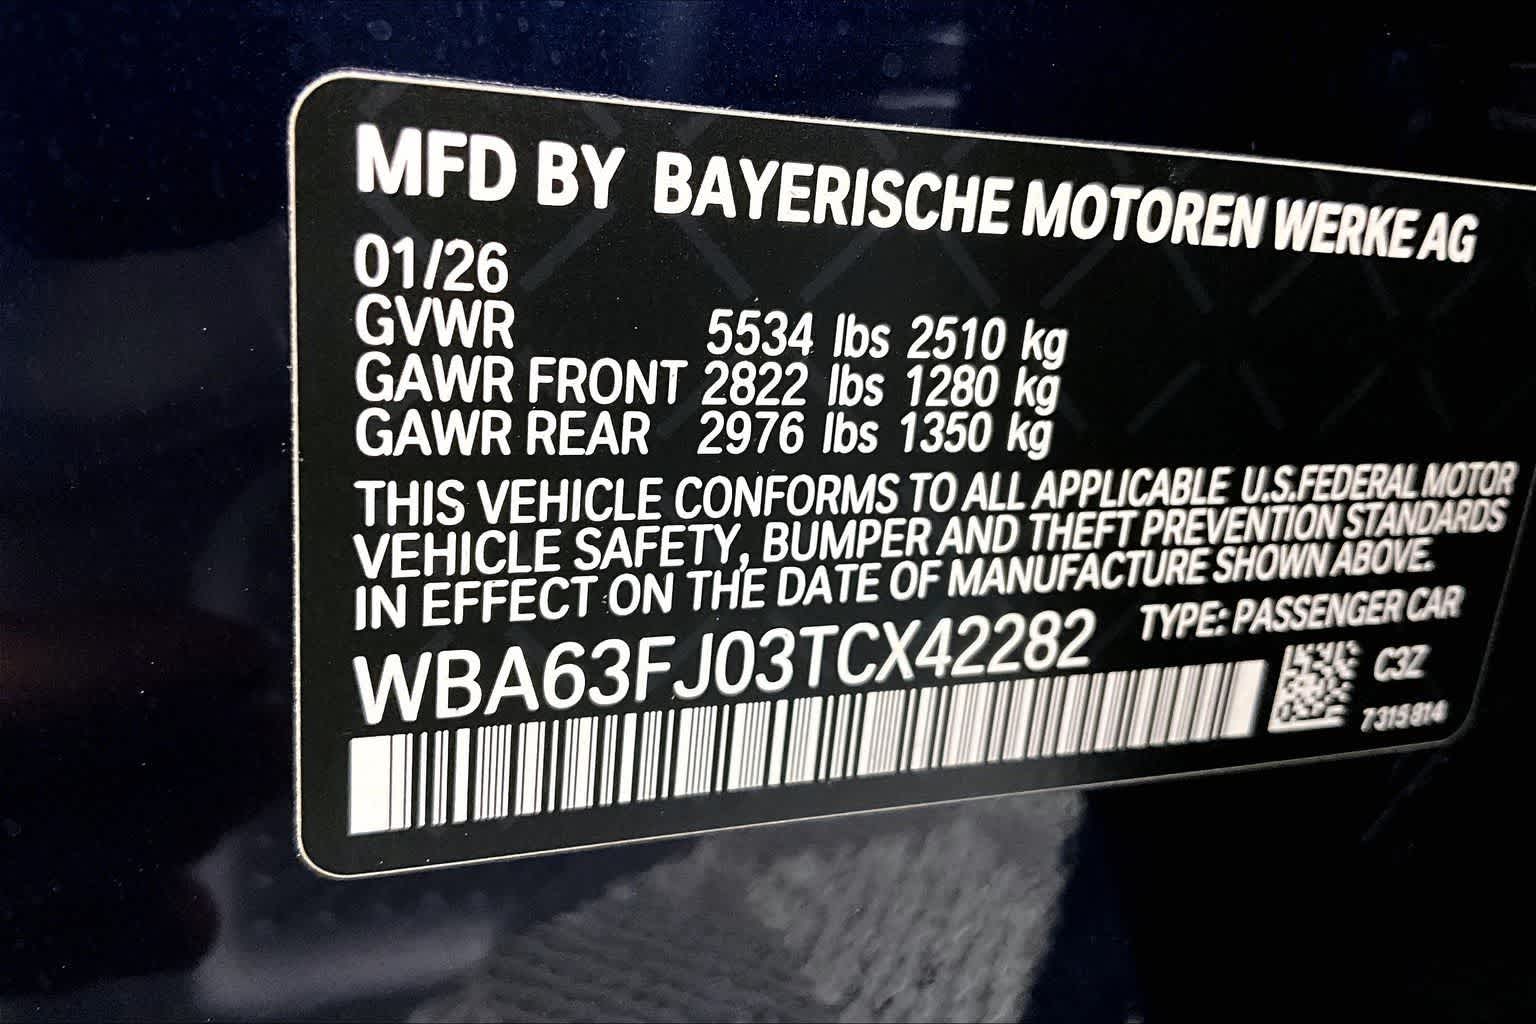 MFD BY BAYERISCHE MOTOREN WERKE AG
01/26
GVWR 5534 lbs 2510 kg
GAWR FRONT 2822 lbs 1280 kg
GAWR REAR 2976 lbs 1350 kg
THIS VEHICLE CONFORMS TO ALL APPLICABLE U.S.FEDERAL MOTOR
VEHICLE SAFETY, BUMPER AND THEFT PREVENTION STANDARDS
IN EFFECT ON THE DATE OF MANUFACTURE SHOWN ABOVE.
WBA63FJ03TCX42282 TYPE: PASSENGER CAR
C3Z
7315814